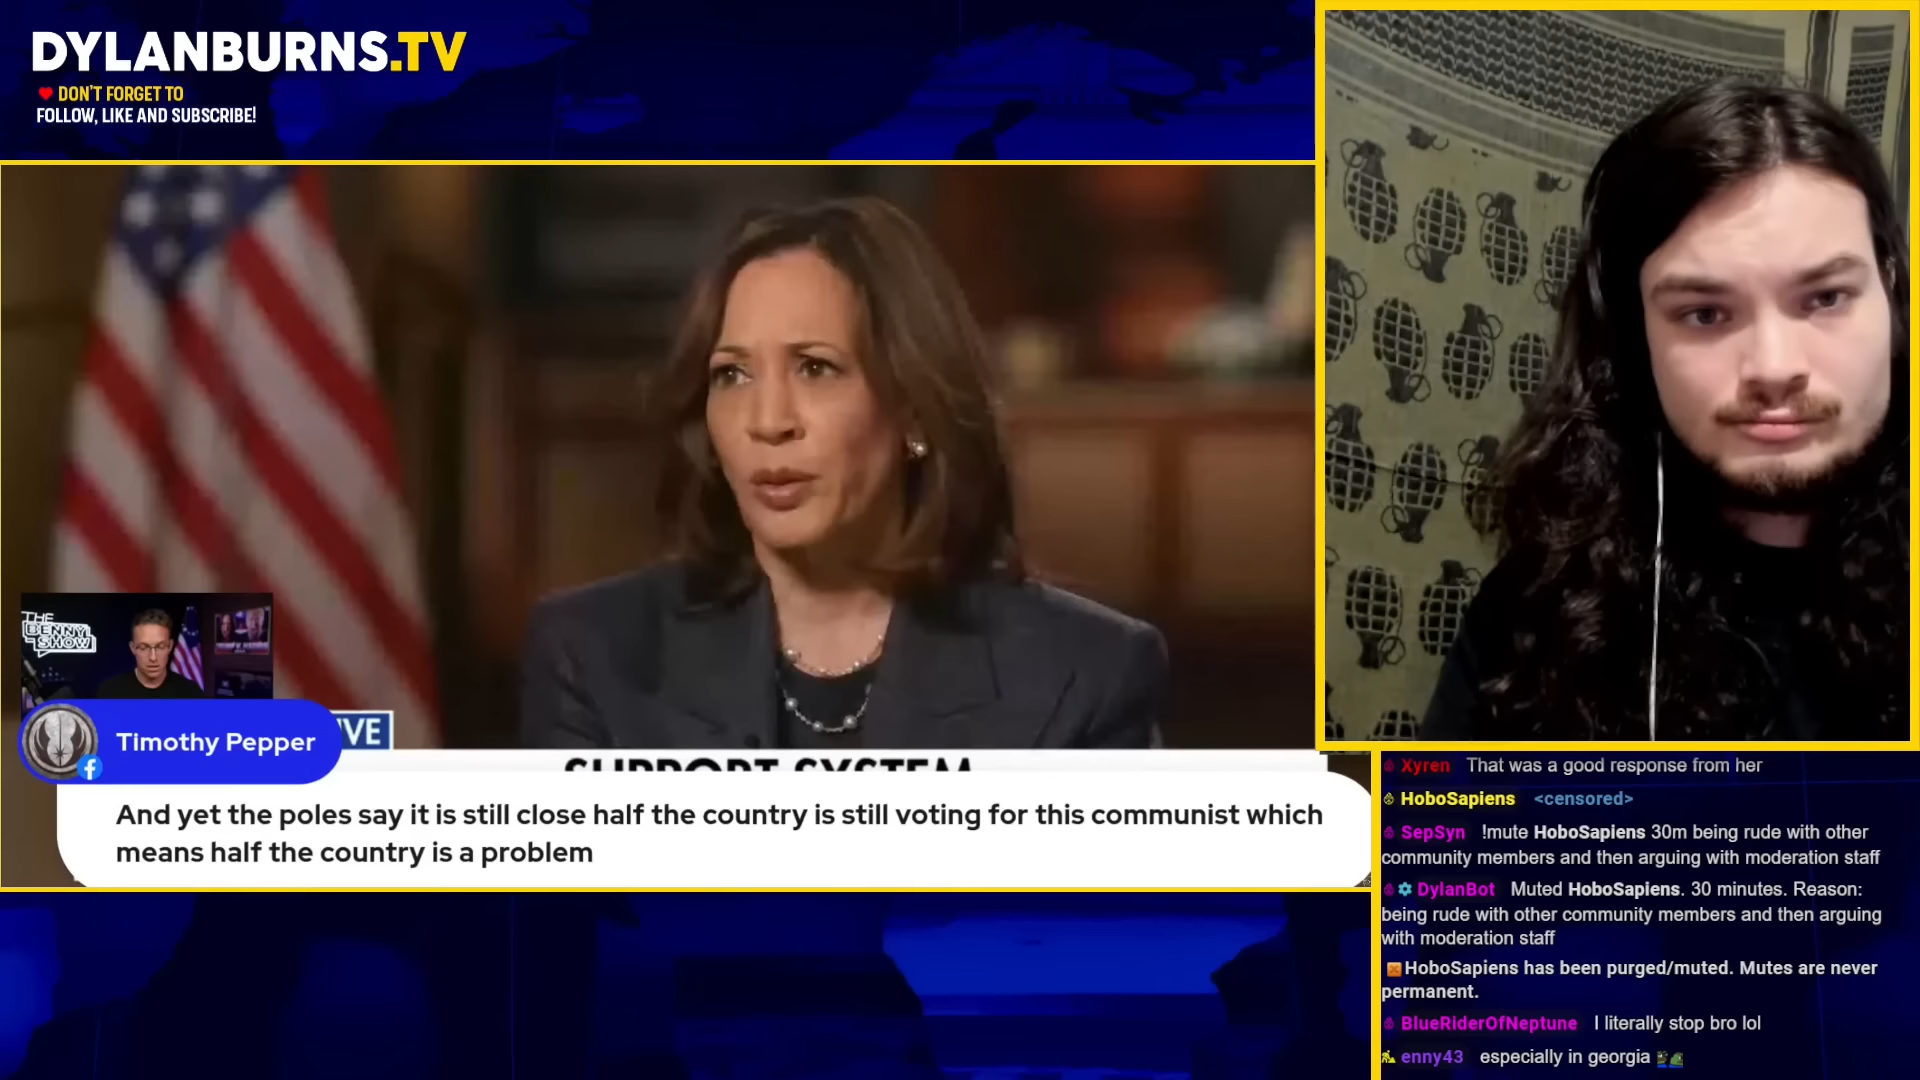 DYLANBURNS.TV
DON'T FORGET TO
FOLLOW, LIKE AND SUBSCRIBE!
THE
BENNY
SHOW
Timothy Pepper
IVE
SUPPORT SYSTEM
And yet the poles say it is still close half the country is still voting for this communist which
means half the country is a problem
Xyren That was a good response from her
HoboSapiens <censored>
SepSyn !mute HoboSapiens 30m being rude with other
community members and then arguing with moderation staff
DylanBot Muted HoboSapiens. 30 minutes. Reason:
being rude with other community members and then arguing
with moderation staff
HoboSapiens has been purged/muted. Mutes are never
permanent.
BlueRiderOfNeptune I literally stop bro lol
enny43 especially in georgia